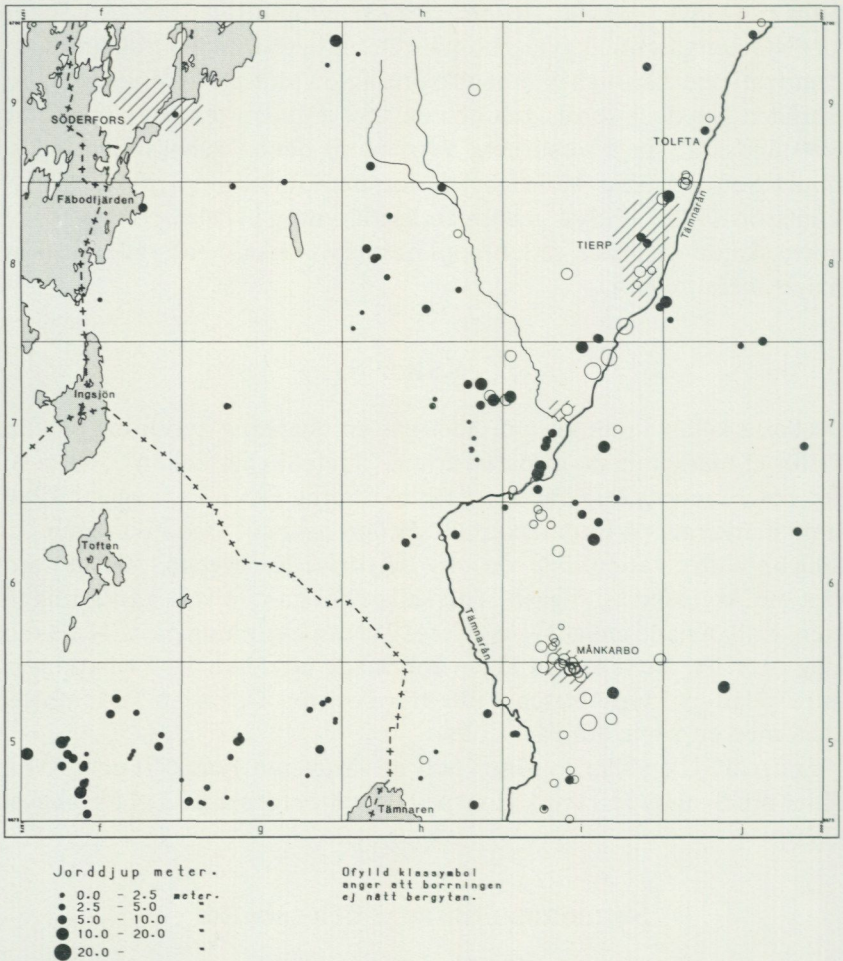 f g h i j
9 9
SÖDERFORS
TOLFTA
Fäbodfjärden
Tämnarån
TIERP
8 8
Ingsjön
7 7
Toften
6 6
Tämnarån
MÅNKARBO
5 5
Tämnaren
f g h i j
Jorddjup meter.
0.0 - 2.5 meter.
2.5 - 5.0 "
5.0 - 10.0 "
10.0 - 20.0 "
20.0 - "
Ofylld klassymbol
anger att borrningen
ej nått bergytan.